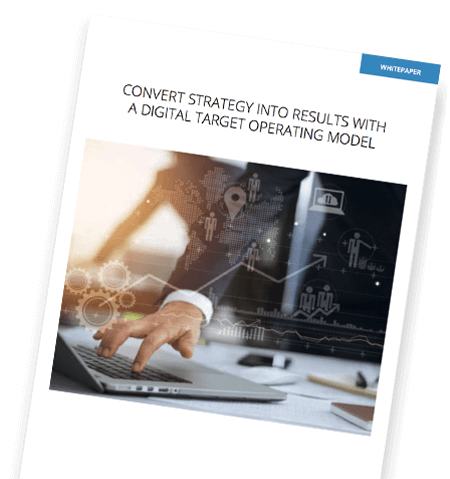 WHITEPAPER
CONVERT STRATEGY INTO RESULTS WITH
A DIGITAL TARGET OPERATING MODEL